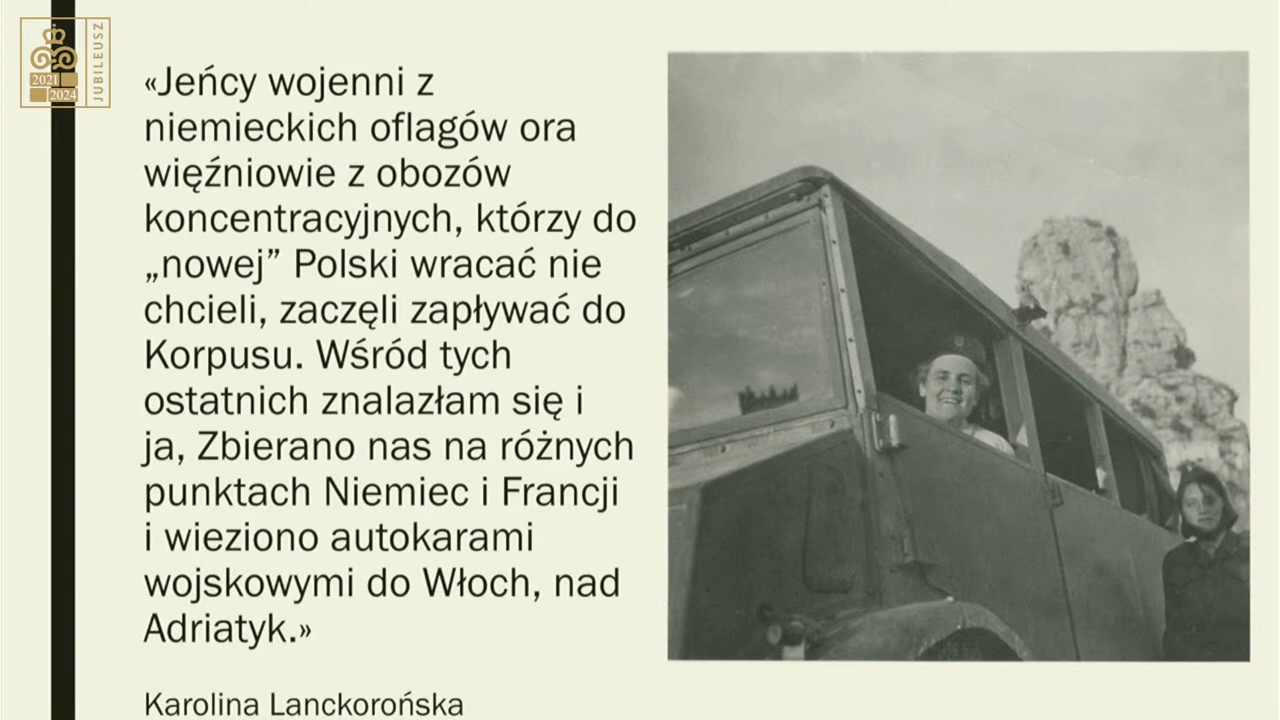 2021
2024
JUBILEUSZ
«Jeńcy wojenni z
niemieckich oflagów ora
więźniowie z obozów
koncentracyjnych, którzy do
„nowej” Polski wracać nie
chcieli, zaczęli zapływać do
Korpusu. Wśród tych
ostatnich znalazłam się i
ja, Zbierano nas na różnych
punktach Niemiec i Francji
i wieziono autokarami
wojskowymi do Włoch, nad
Adriatyk.»
Karolina Lanckorońska